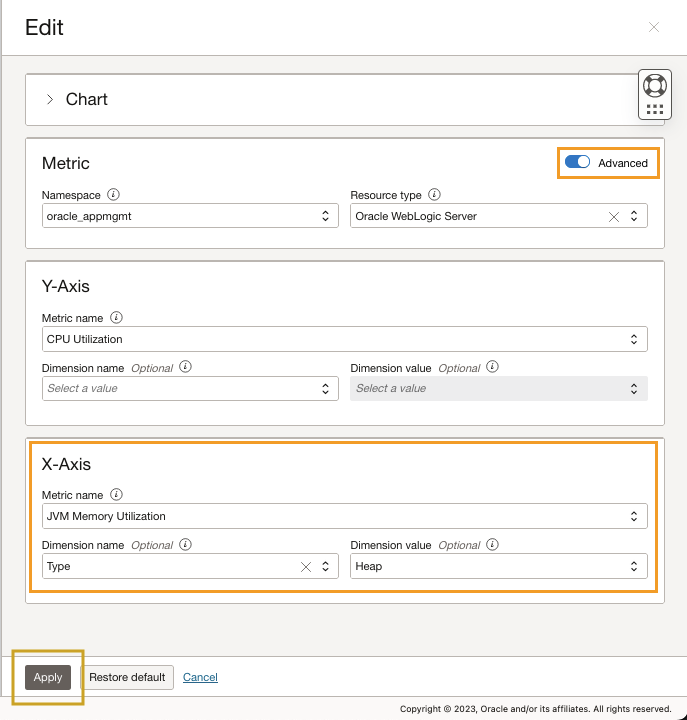 Edit
Chart
Metric
Advanced
Namespace Resource type
oracle_appmgmt Oracle WebLogic Server
Y-Axis
Metric name
CPU Utilization
Dimension name Optional Dimension value Optional
Select a value Select a value
X-Axis
Metric name
JVM Memory Utilization
Dimension name Optional Dimension value Optional
Type Heap
Apply Restore default Cancel
Copyright © 2023, Oracle and/or its affiliates. All rights reserved.